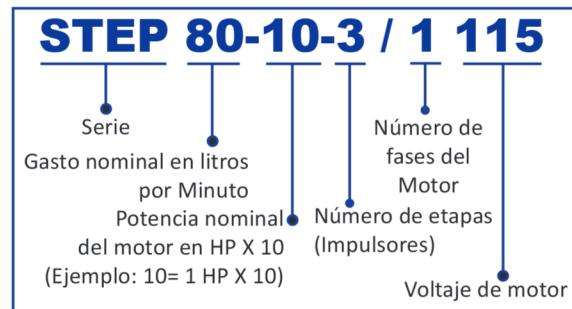 STEP 80-10-3 / 1 115
Serie
Gasto nominal en litros
por Minuto
Potencia nominal
del motor en HP X 10
(Ejemplo: 10= 1 HP X 10)
Número de etapas
(Impulsores)
Número de
fases del
Motor
Voltaje de motor